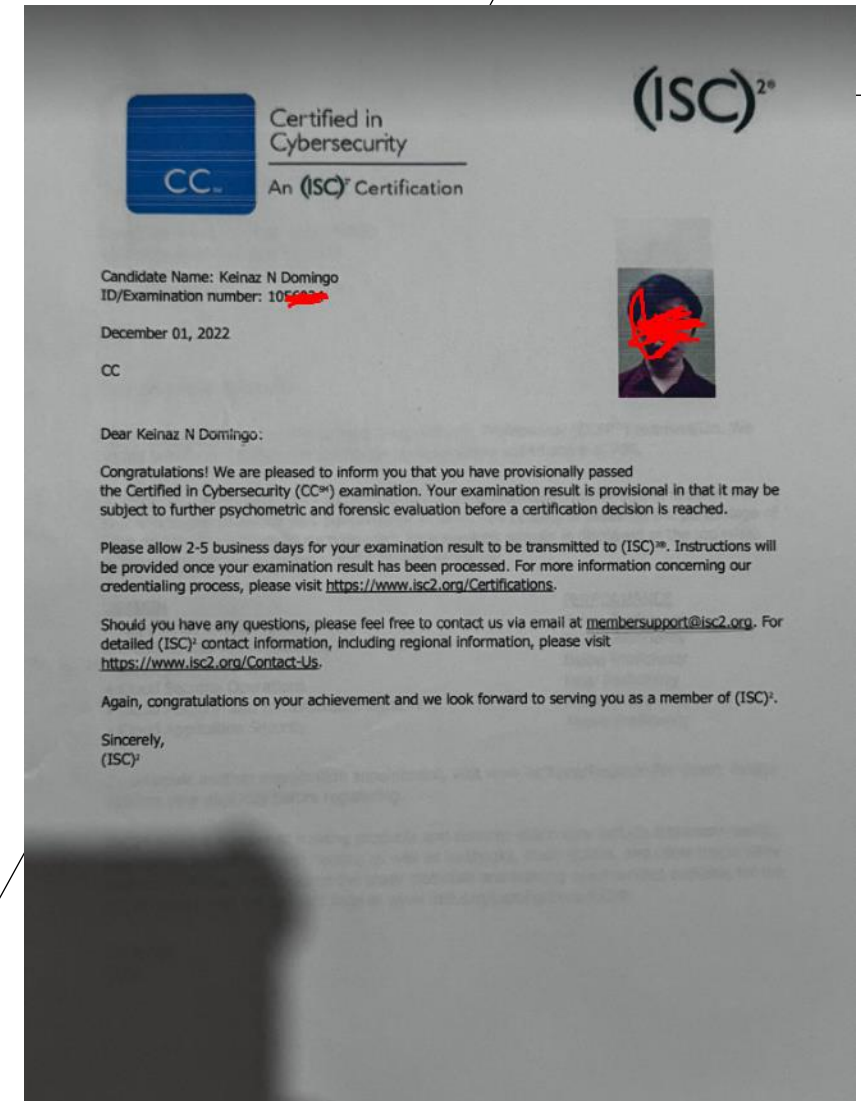 (ISC)²®
Certified in
Cybersecurity
CC℠
An (ISC)²® Certification
Candidate Name: Keinaz N Domingo
ID/Examination number: 105
December 01, 2022
CC
Dear Keinaz N Domingo:
Congratulations! We are pleased to inform you that you have provisionally passed
the Certified in Cybersecurity (CC℠) examination. Your examination result is provisional in that it may be
subject to further psychometric and forensic evaluation before a certification decision is reached.
Please allow 2-5 business days for your examination result to be transmitted to (ISC)²®. Instructions will
be provided once your examination result has been processed. For more information concerning our
credentialing process, please visit https://www.isc2.org/Certifications.
Should you have any questions, please feel free to contact us via email at membersupport@isc2.org. For
detailed (ISC)² contact information, including regional information, please visit
https://www.isc2.org/Contact-Us.
Again, congratulations on your achievement and we look forward to serving you as a member of (ISC)².
Sincerely,
(ISC)²